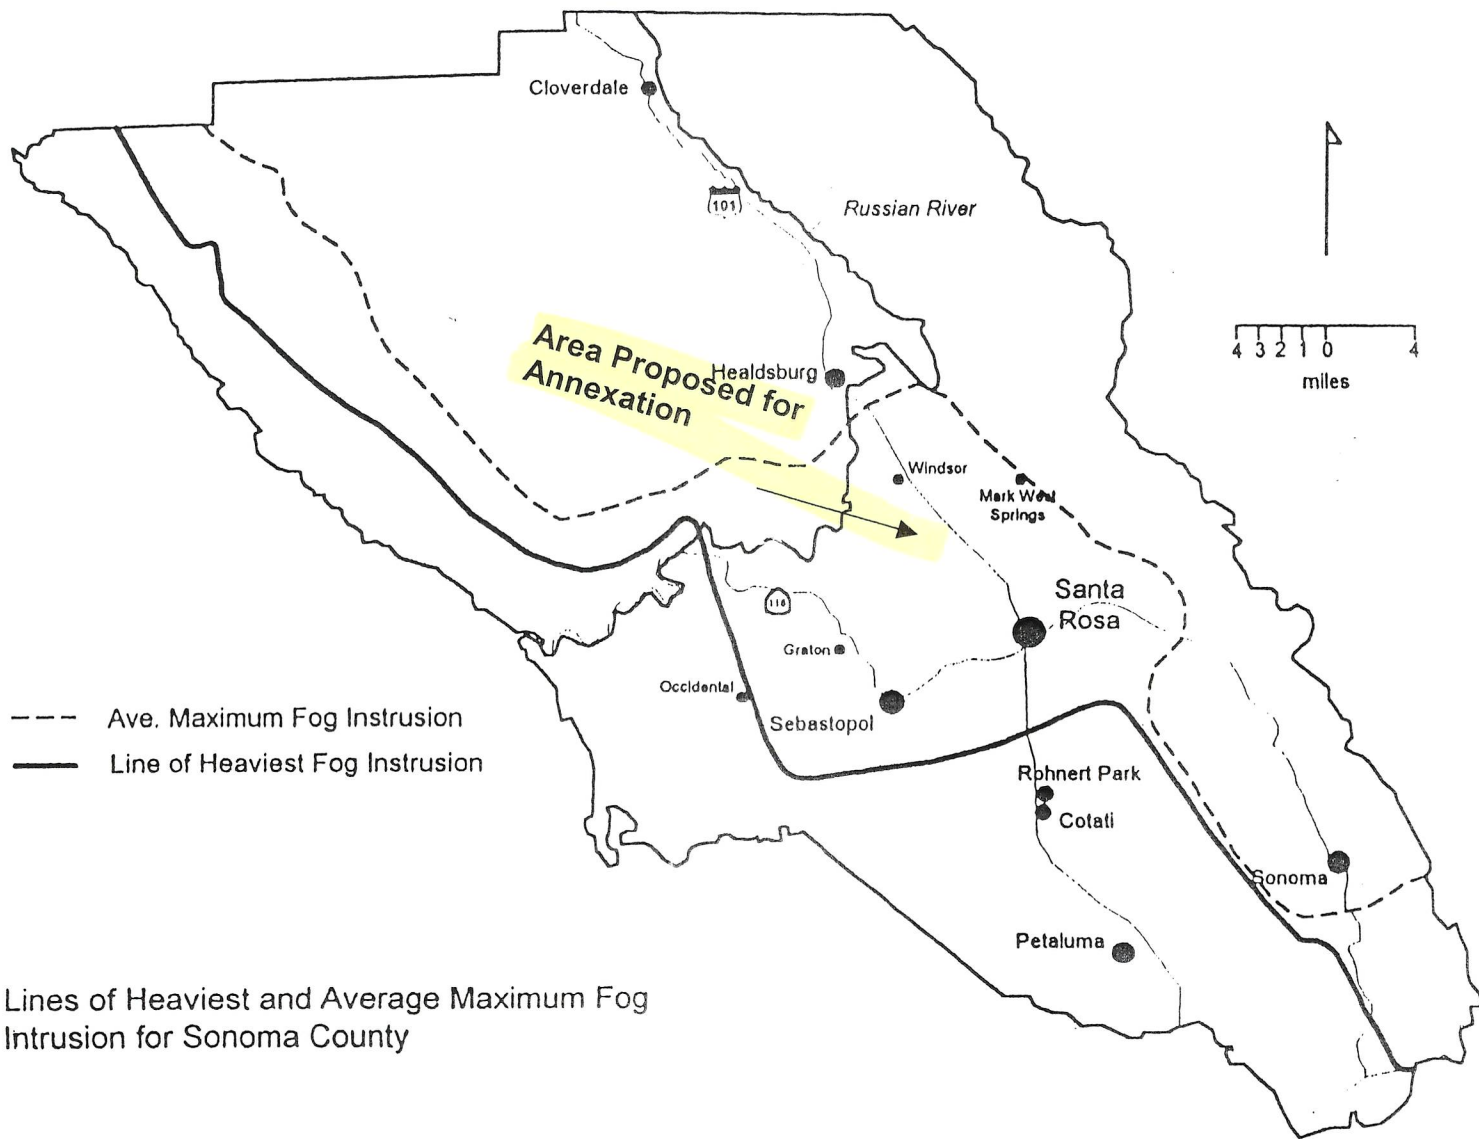 Cloverdale
101
Russian River
4 3 2 1 0 4
miles
Area Proposed for
Annexation
Healdsburg
Windsor
Mark West
Springs
Santa
Rosa
116
Graton
Occidental
Sebastopol
Ave. Maximum Fog Instrusion
Line of Heaviest Fog Instrusion
Rohnert Park
Cotati
Sonoma
Petaluma
Lines of Heaviest and Average Maximum Fog
Intrusion for Sonoma County